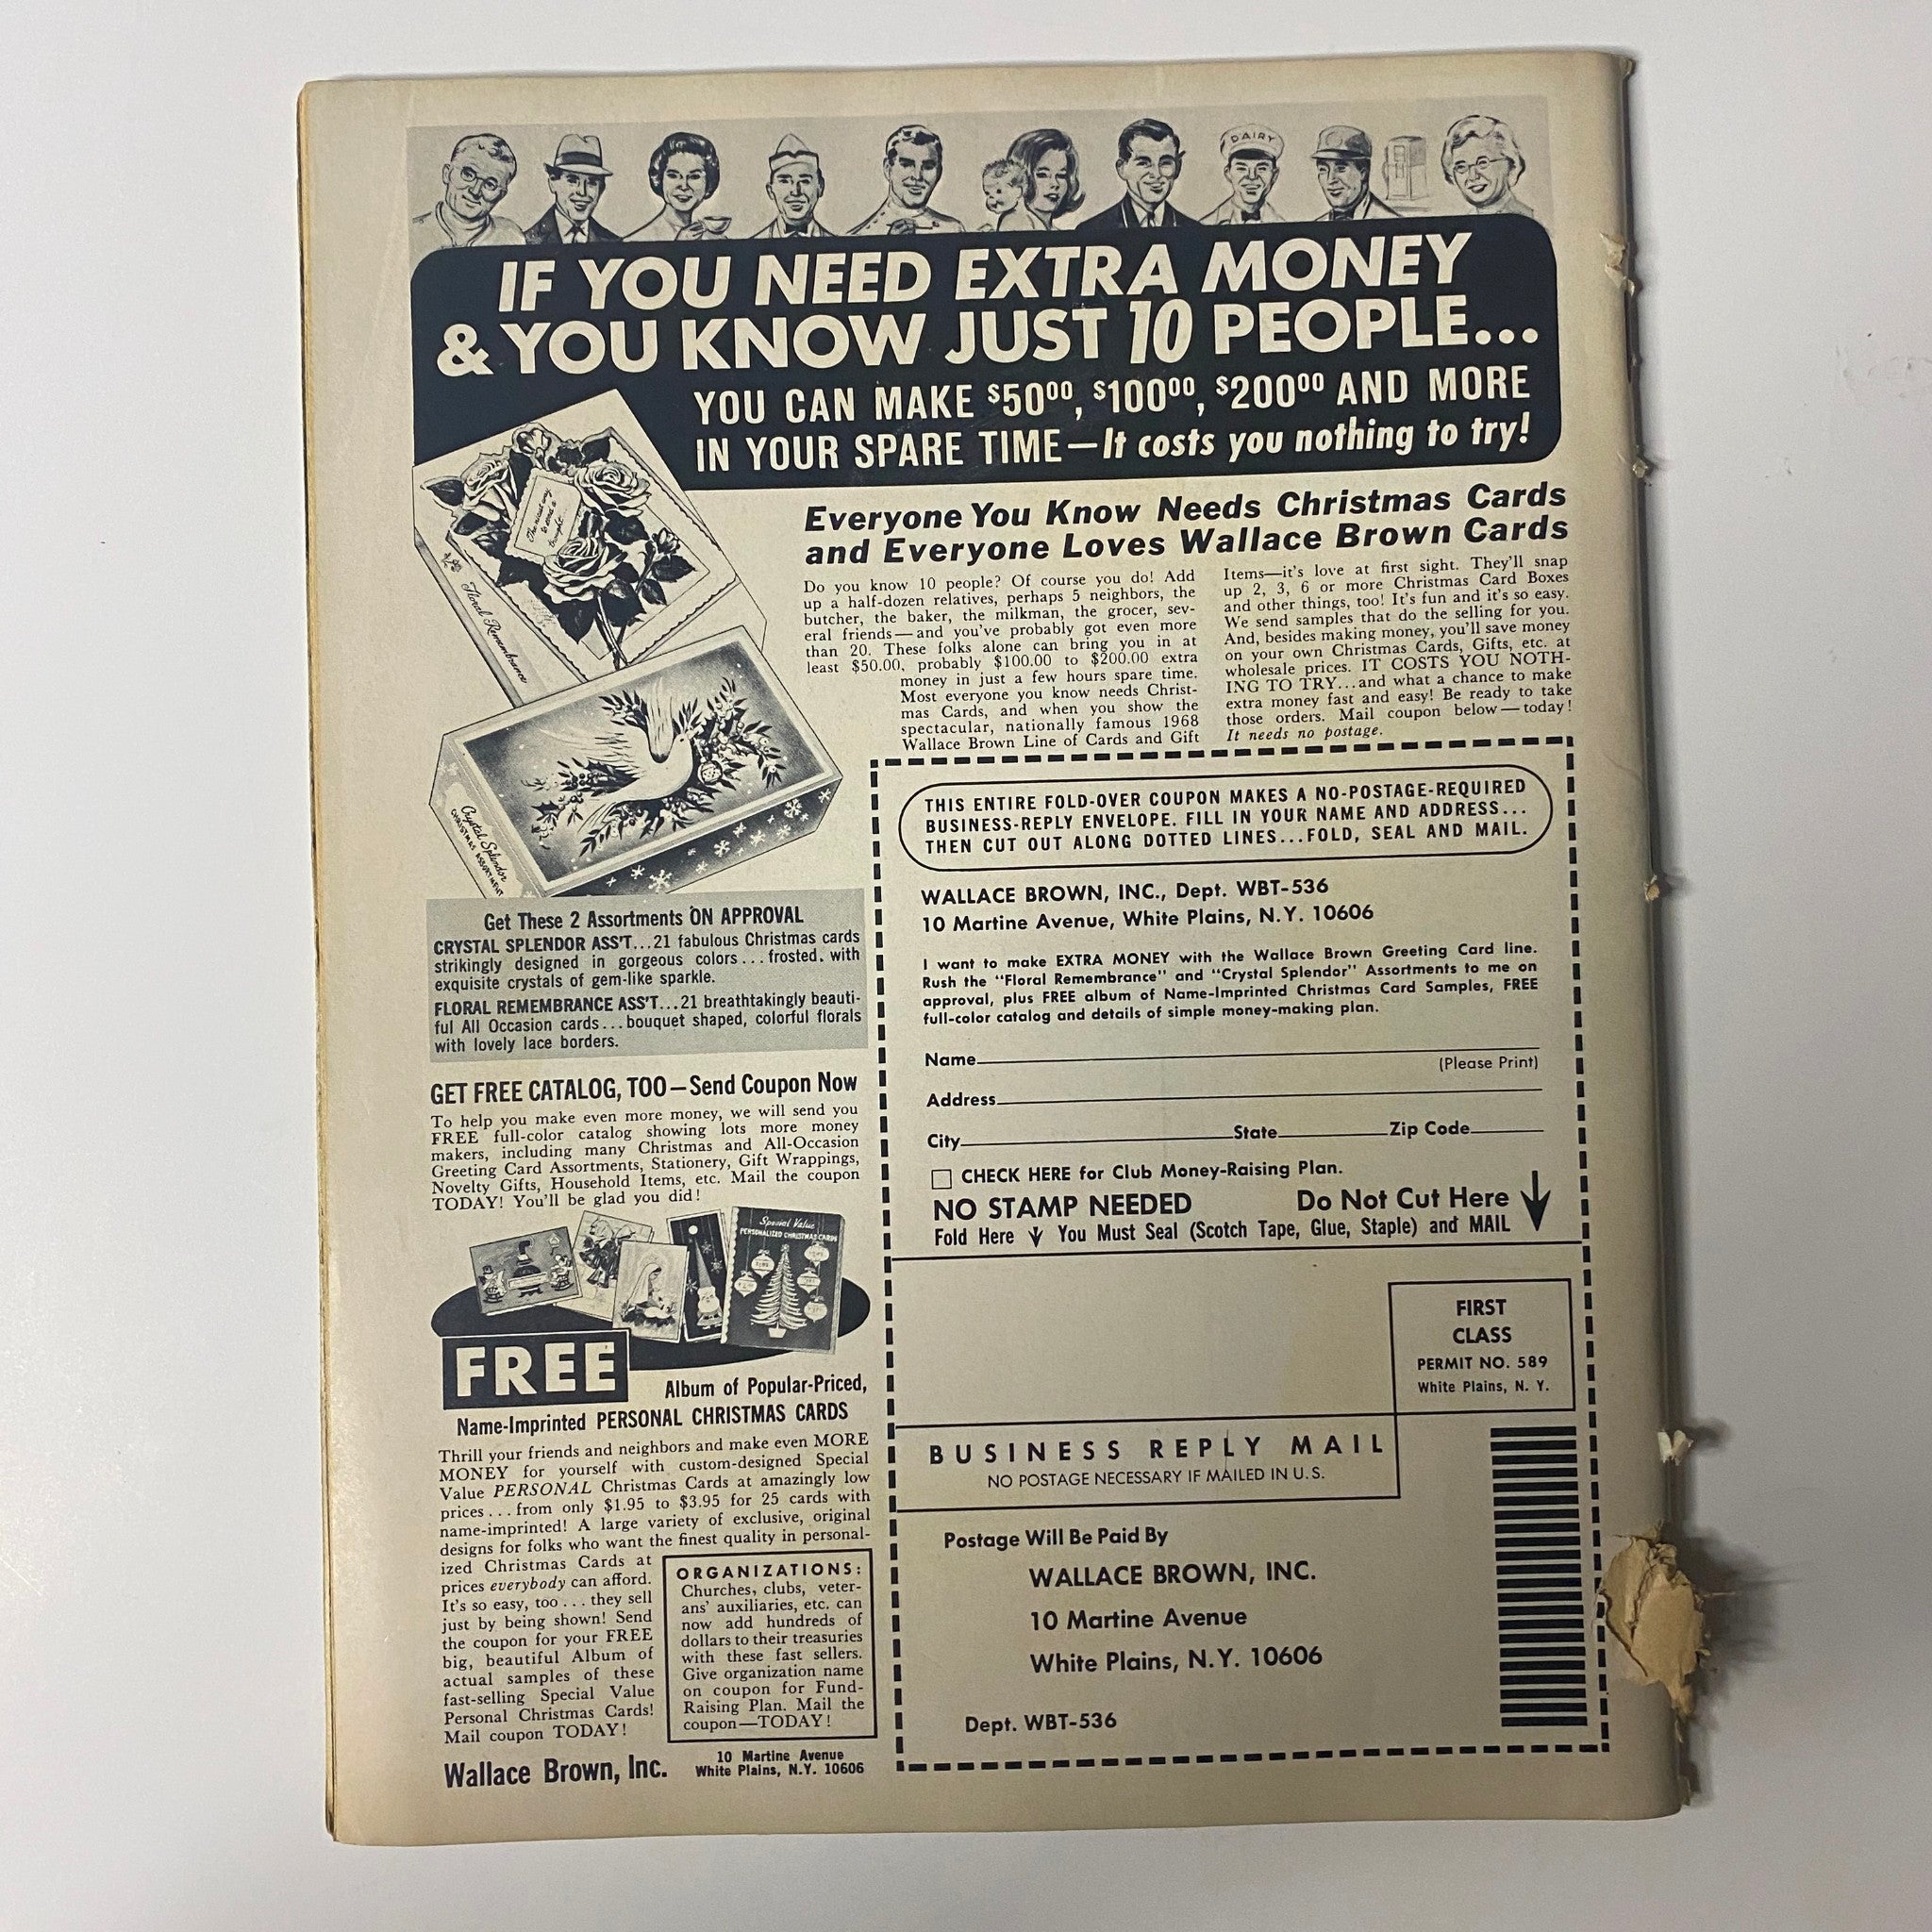 DAIRY
IF YOU NEED EXTRA MONEY
& YOU KNOW JUST 10 PEOPLE...
YOU CAN MAKE $50⁰⁰, $100⁰⁰, $200⁰⁰ AND MORE
IN YOUR SPARE TIME—It costs you nothing to try!
Floral Remembrance
Crystal Splendor
CHRISTMAS ASSORTMENT
Everyone You Know Needs Christmas Cards
and Everyone Loves Wallace Brown Cards
Do you know 10 people? Of course you do! Add
up a half-dozen relatives, perhaps 5 neighbors, the
butcher, the baker, the milkman, the grocer, sev-
eral friends—and you've probably got even more
than 20. These folks alone can bring you in at
least $50.00, probably $100.00 to $200.00 extra
money in just a few hours spare time.
Most everyone you know needs Christ-
mas Cards, and when you show the
spectacular, nationally famous 1968
Wallace Brown Line of Cards and Gift
Items—it's love at first sight. They'll snap
up 2, 3, 6 or more Christmas Card Boxes
and other things, too! It's fun and it's so easy.
We send samples that do the selling for you.
And, besides making money, you'll save money
on your own Christmas Cards, Gifts, etc. at
wholesale prices. IT COSTS YOU NOTH-
ING TO TRY...and what a chance to make
extra money fast and easy! Be ready to take
those orders. Mail coupon below—today!
It needs no postage.
Get These 2 Assortments ON APPROVAL
CRYSTAL SPLENDOR ASS'T...21 fabulous Christmas cards
strikingly designed in gorgeous colors...frosted, with
exquisite crystals of gem-like sparkle.
FLORAL REMEMBRANCE ASS'T...21 breathtakingly beauti-
ful All Occasion cards...bouquet shaped, colorful florals
with lovely lace borders.
GET FREE CATALOG, TOO—Send Coupon Now
To help you make even more money, we will send you
FREE full-color catalog showing lots more money
makers, including many Christmas and All-Occasion
Greeting Card Assortments, Stationery, Gift Wrappings,
Novelty Gifts, Household Items, etc. Mail the coupon
TODAY! You'll be glad you did!
Special Value
PERSONALIZED CHRISTMAS CARDS
FREE
Album of Popular-Priced,
Name-Imprinted PERSONAL CHRISTMAS CARDS
Thrill your friends and neighbors and make even MORE
MONEY for yourself with custom-designed Special
Value PERSONAL Christmas Cards at amazingly low
prices...from only $1.95 to $3.95 for 25 cards with
name-imprinted! A large variety of exclusive, original
designs for folks who want the finest quality in personal-
ized Christmas Cards at
prices everybody can afford.
It's so easy, too...they sell
just by being shown! Send
the coupon for your FREE
big, beautiful Album of
actual samples of these
fast-selling Special Value
Personal Christmas Cards!
Mail coupon TODAY!
ORGANIZATIONS:
Churches, clubs, veter-
ans' auxiliaries, etc. can
now add hundreds of
dollars to their treasuries
with these fast sellers.
Give organization name
on coupon for Fund-
Raising Plan. Mail the
coupon—TODAY!
Wallace Brown, Inc.
10 Martine Avenue
White Plains, N.Y. 10606
THIS ENTIRE FOLD-OVER COUPON MAKES A NO-POSTAGE-REQUIRED
BUSINESS-REPLY ENVELOPE. FILL IN YOUR NAME AND ADDRESS...
THEN CUT OUT ALONG DOTTED LINES...FOLD, SEAL AND MAIL.
WALLACE BROWN, INC., Dept. WBT-536
10 Martine Avenue, White Plains, N.Y. 10606
I want to make EXTRA MONEY with the Wallace Brown Greeting Card line.
Rush the "Floral Remembrance" and "Crystal Splendor" Assortments to me on
approval, plus FREE album of Name-Imprinted Christmas Card Samples, FREE
full-color catalog and details of simple money-making plan.
Name
(Please Print)
Address
City State Zip Code
CHECK HERE for Club Money-Raising Plan.
NO STAMP NEEDED Do Not Cut Here
Fold Here You Must Seal (Scotch Tape, Glue, Staple) and MAIL
FIRST
CLASS
PERMIT NO. 589
White Plains, N. Y.
BUSINESS REPLY MAIL
NO POSTAGE NECESSARY IF MAILED IN U.S.
Postage Will Be Paid By
WALLACE BROWN, INC.
10 Martine Avenue
White Plains, N.Y. 10606
Dept. WBT-536